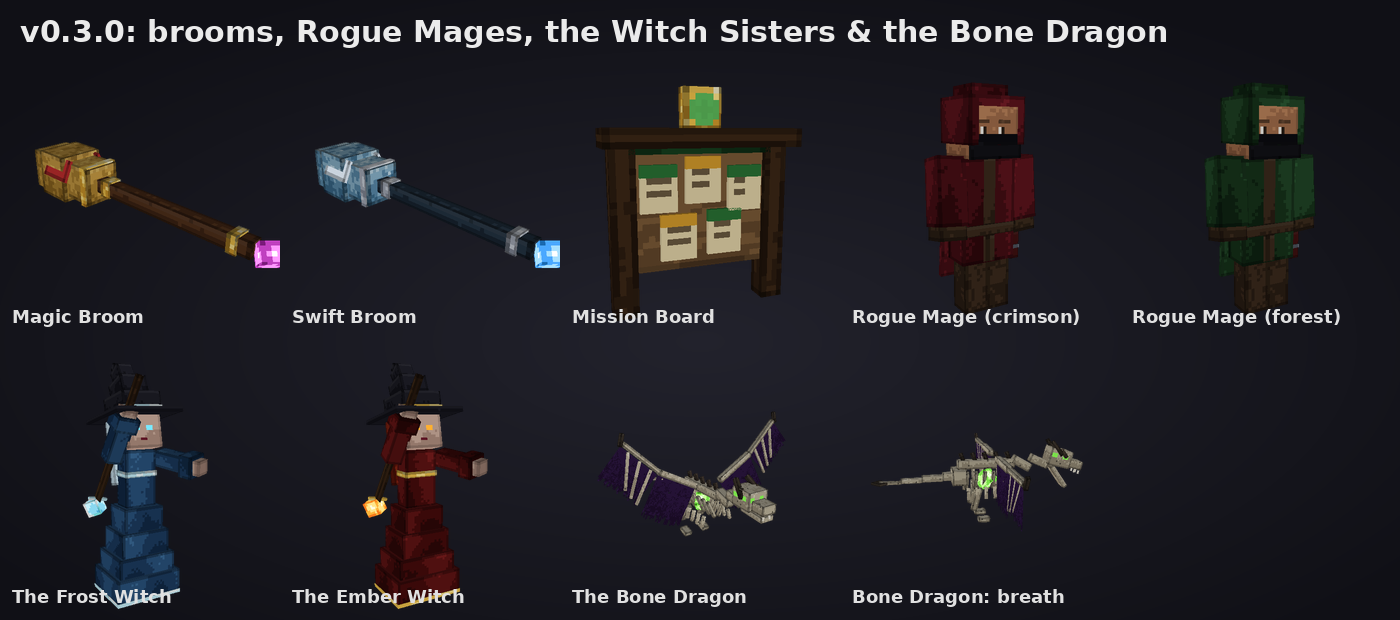 v0.3.0: brooms, Rogue Mages, the Witch Sisters & the Bone Dragon
Magic Broom
Swift Broom
Mission Board
Rogue Mage (crimson)
Rogue Mage (forest)
The Frost Witch
The Ember Witch
The Bone Dragon
Bone Dragon: breath